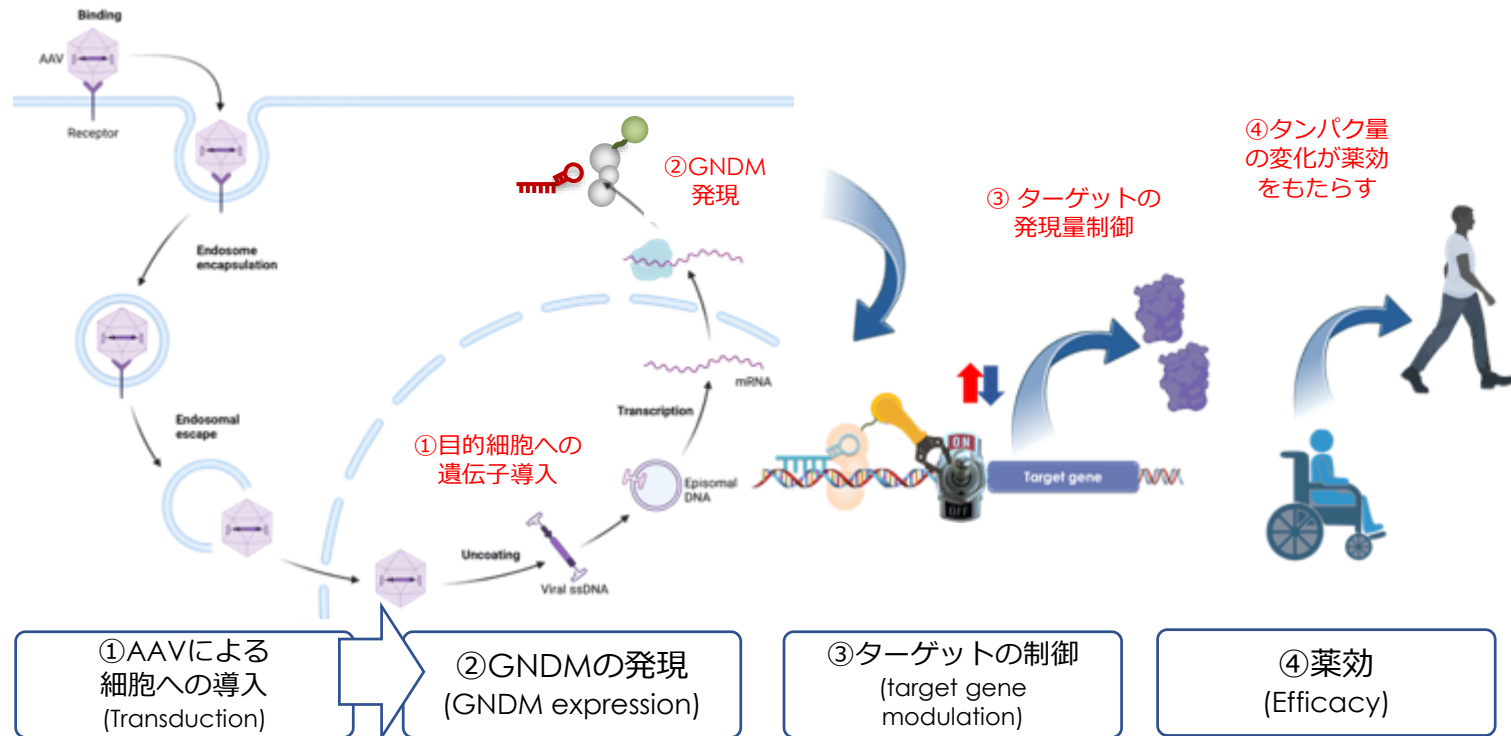 Binding
AAV
Receptor
Endosome
encapsulation
Endosomal
escape
Uncoating
Viral ssDNA
Episomal
DNA
Transcription
mRNA
①目的細胞への
遺伝子導入
②GNDM
発現
③ ターゲットの
発現量制御
④タンパク量
の変化が薬効
をもたらす
ON
OFF
Target gene
①AAVによる
細胞への導入
(Transduction)
②GNDMの発現
(GNDM expression)
③ターゲットの制御
(target gene
modulation)
④薬効
(Efficacy)